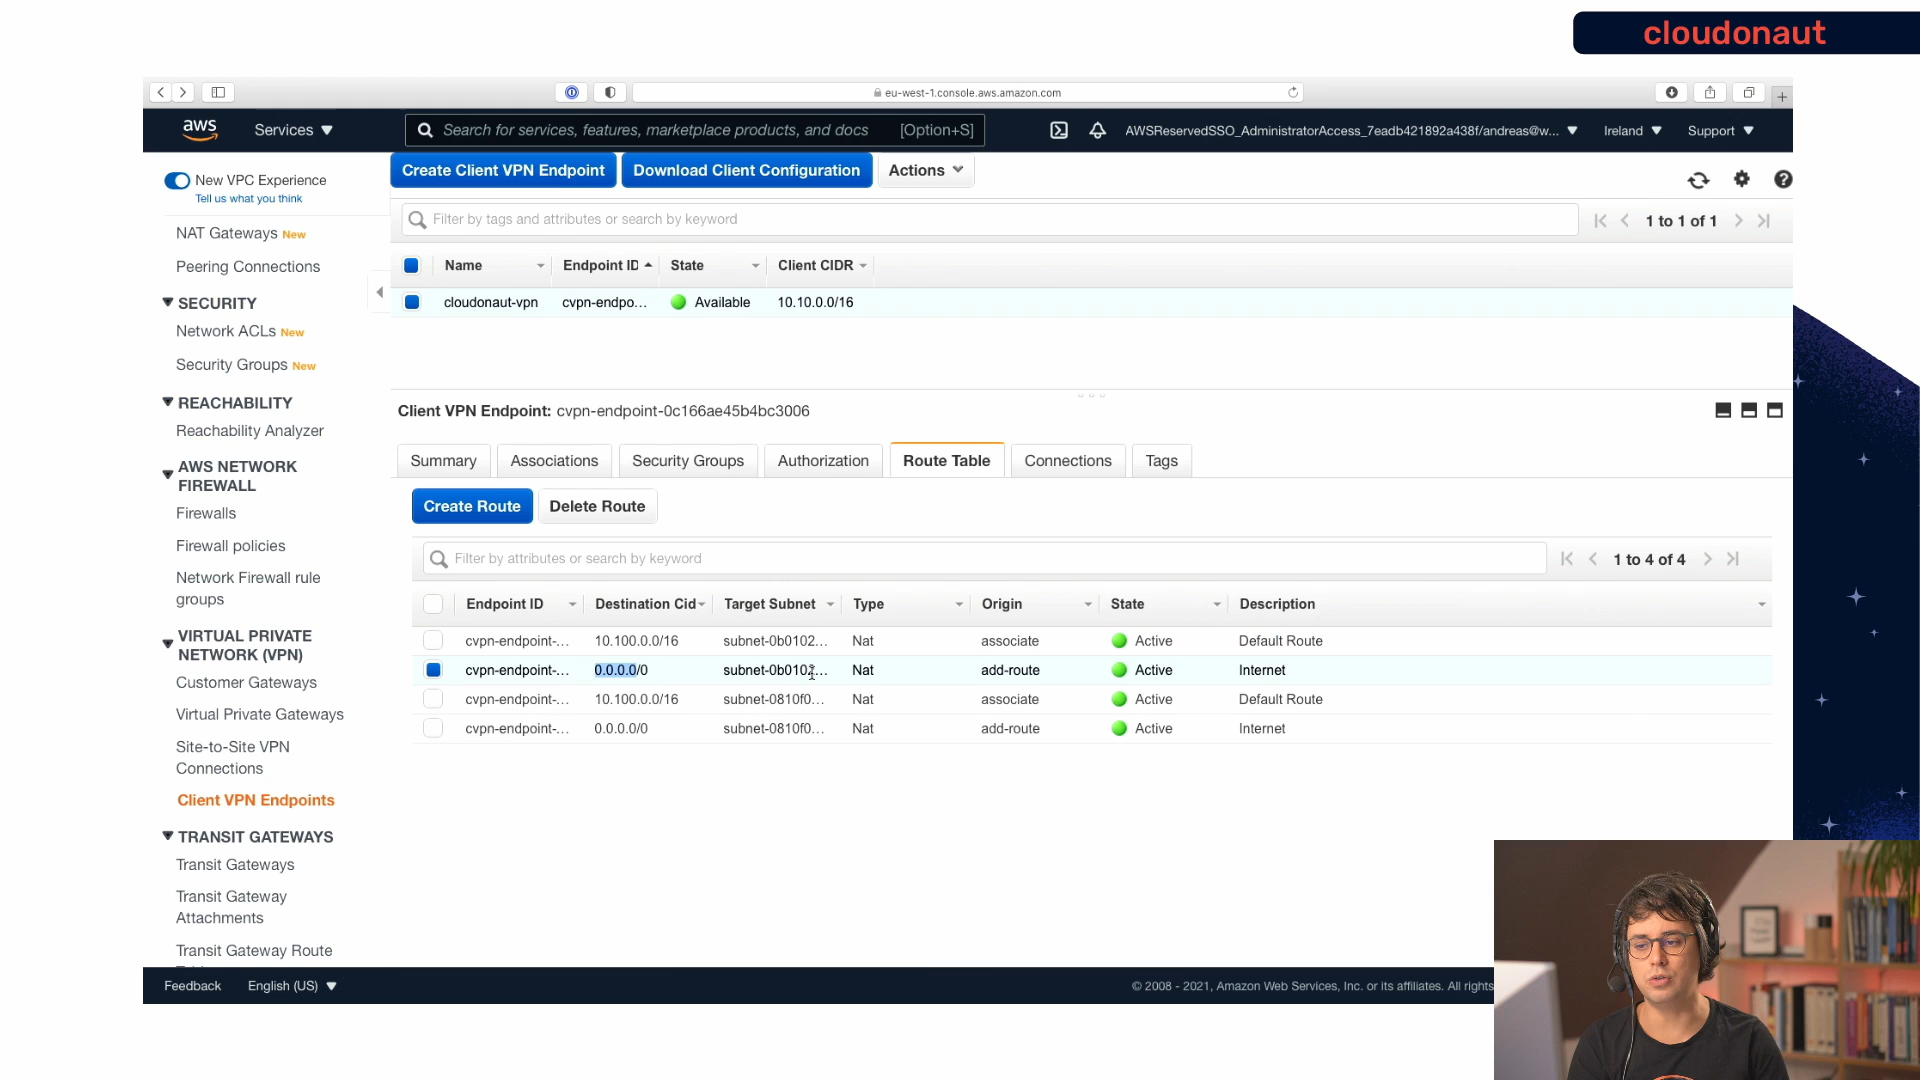 cloudonaut
eu-west-1.console.aws.amazon.com
aws Services Search for services, features, marketplace products, and docs [Option+S] AWSReservedSSO_AdministratorAccess_7eadb421892a438f/andreas@w... Ireland Support
New VPC Experience
Tell us what you think
NAT Gateways New
Peering Connections
SECURITY
Network ACLs New
Security Groups New
REACHABILITY
Reachability Analyzer
AWS NETWORK
FIREWALL
Firewalls
Firewall policies
Network Firewall rule
groups
VIRTUAL PRIVATE
NETWORK (VPN)
Customer Gateways
Virtual Private Gateways
Site-to-Site VPN
Connections
Client VPN Endpoints
TRANSIT GATEWAYS
Transit Gateways
Transit Gateway
Attachments
Transit Gateway Route
Create Client VPN Endpoint Download Client Configuration Actions
Filter by tags and attributes or search by keyword 1 to 1 of 1
Name Endpoint ID State Client CIDR
cloudonaut-vpn cvpn-endpo... Available 10.10.0.0/16
Client VPN Endpoint: cvpn-endpoint-0c166ae45b4bc3006
Summary Associations Security Groups Authorization Route Table Connections Tags
Create Route Delete Route
Filter by attributes or search by keyword 1 to 4 of 4
Endpoint ID Destination Cid Target Subnet Type Origin State Description
cvpn-endpoint-... 10.100.0.0/16 subnet-0b0102... Nat associate Active Default Route
cvpn-endpoint-... 0.0.0.0/0 subnet-0b0102... Nat add-route Active Internet
cvpn-endpoint-... 10.100.0.0/16 subnet-0810f0... Nat associate Active Default Route
cvpn-endpoint-... 0.0.0.0/0 subnet-0810f0... Nat add-route Active Internet
Feedback English (US) © 2008 - 2021, Amazon Web Services, Inc. or its affiliates. All rights